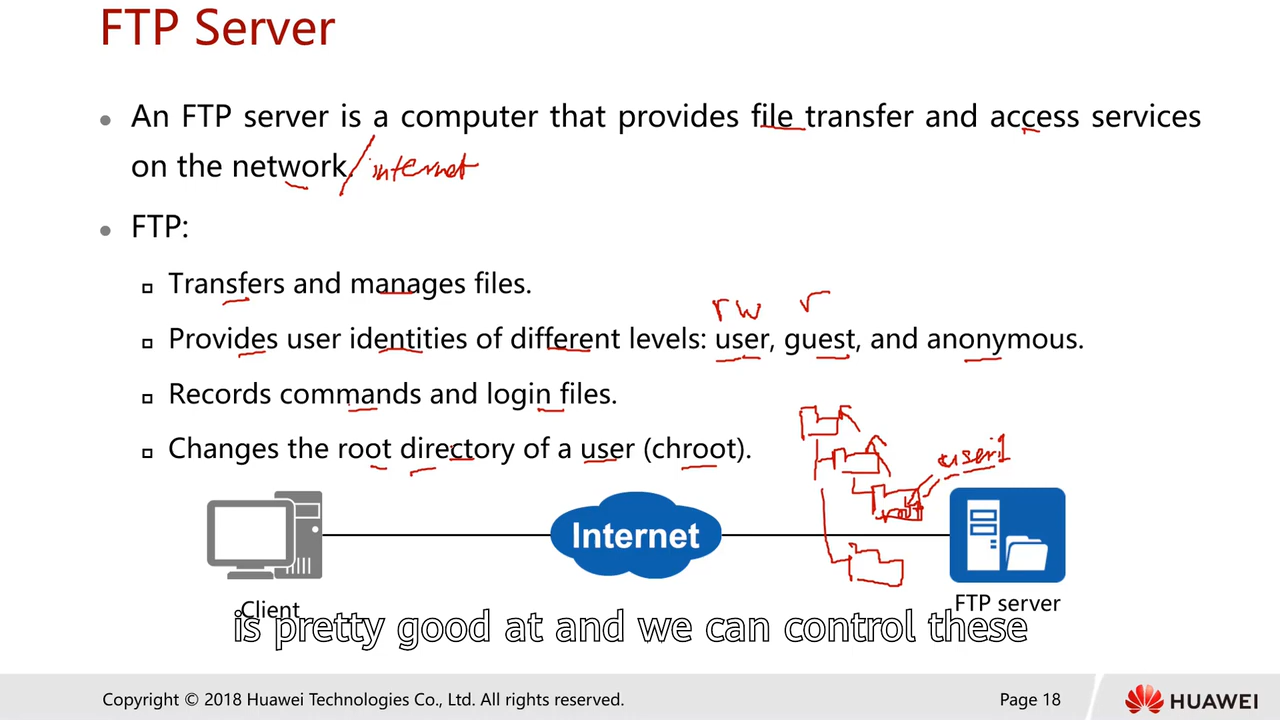 FTP Server
An FTP server is a computer that provides file transfer and access services
on the network/internet
FTP:
Transfers and manages files.
rw r
Provides user identities of different levels: user, guest, and anonymous.
Records commands and login files.
Changes the root directory of a user (chroot).
user1
root
Internet
Client
FTP server
is pretty good at and we can control these
Copyright © 2018 Huawei Technologies Co., Ltd. All rights reserved.
Page 18
HUAWEI